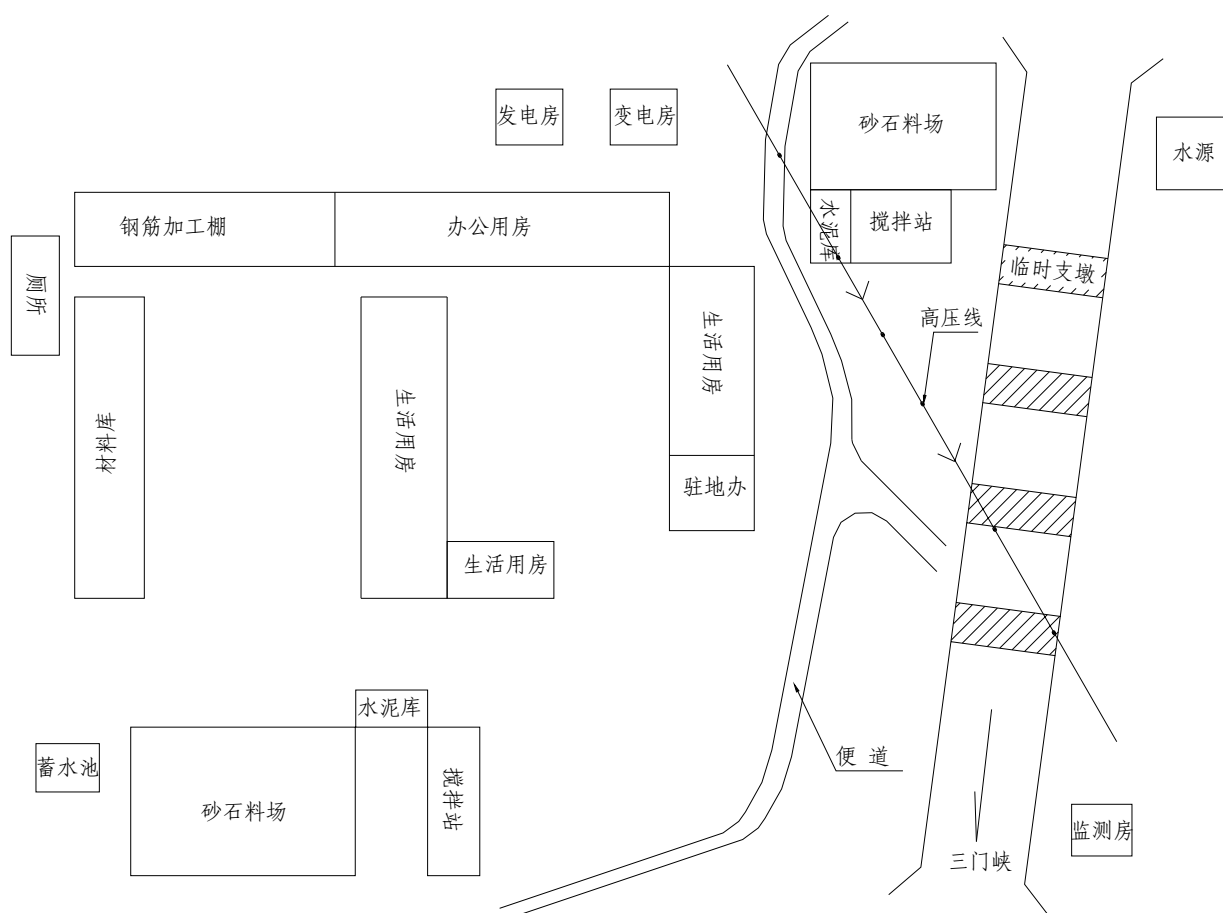 发电房
变电房
砂石料场
水源
钢筋加工棚
办公用房
水泥库
搅拌站
厕所
临时支墩
生活用房
高压线
材料库
生活用房
驻地办
生活用房
水泥库
便 道
蓄水池
砂石料场
搅拌站
监测房
三门峡